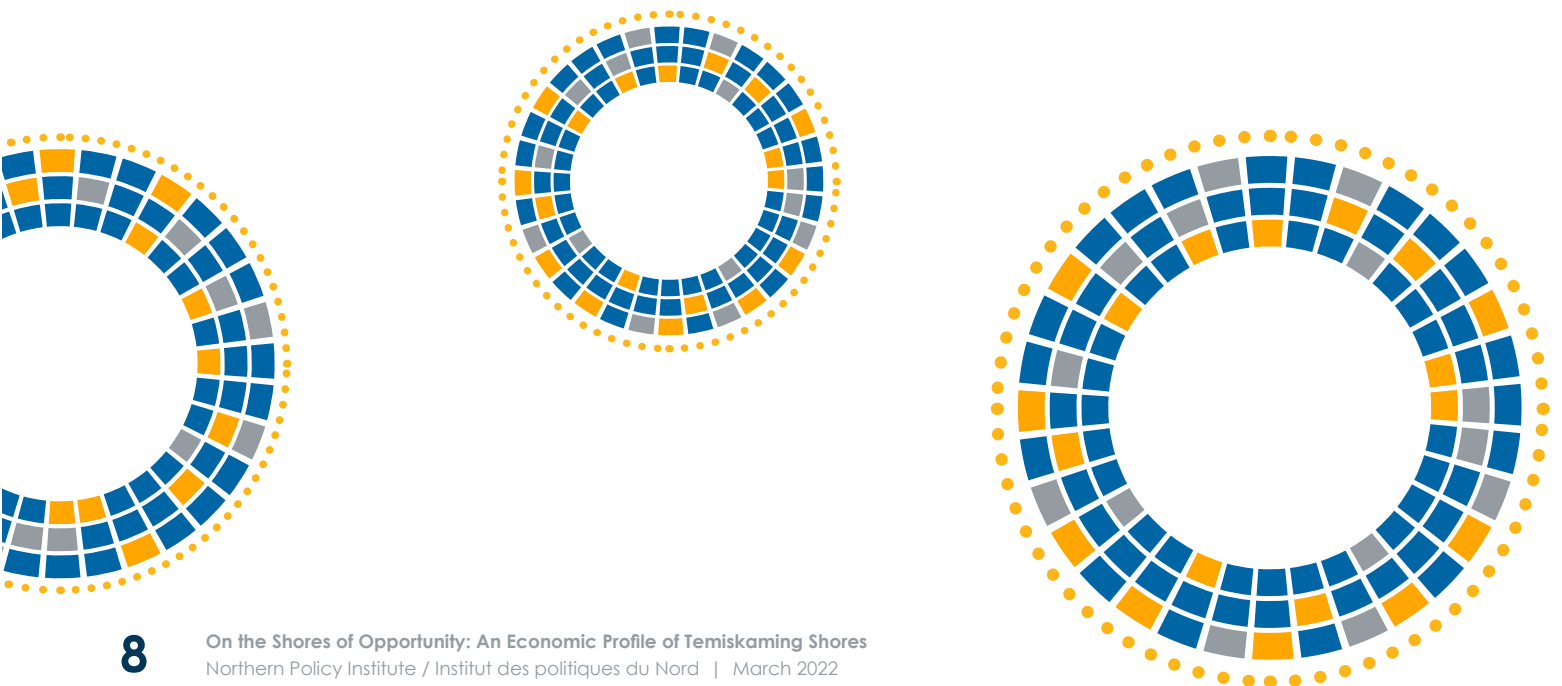 8
On the Shores of Opportunity: An Economic Profile of Temiskaming Shores
Northern Policy Institute / Institut des politiques du Nord | March 2022